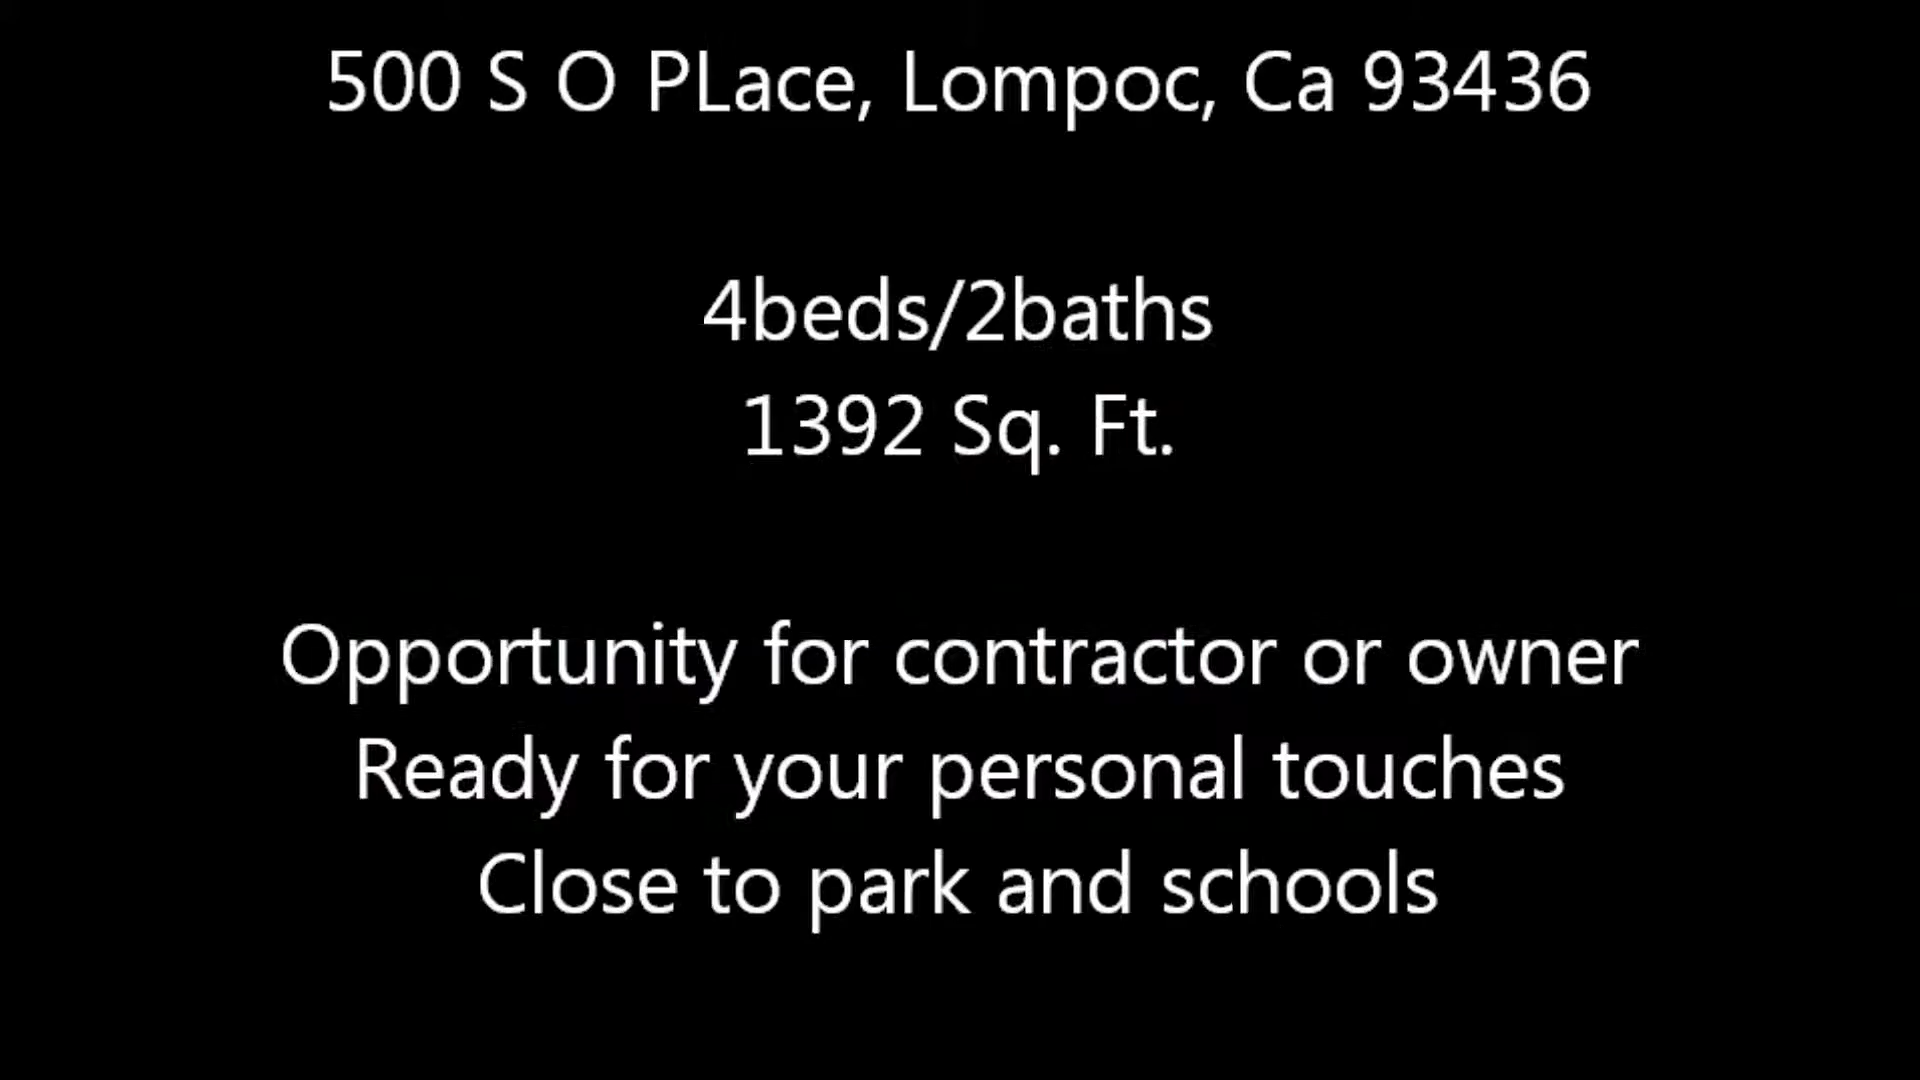 500 S O PLace, Lompoc, Ca 93436
4beds/2baths
1392 Sq. Ft.
Opportunity for contractor or owner
Ready for your personal touches
Close to park and schools